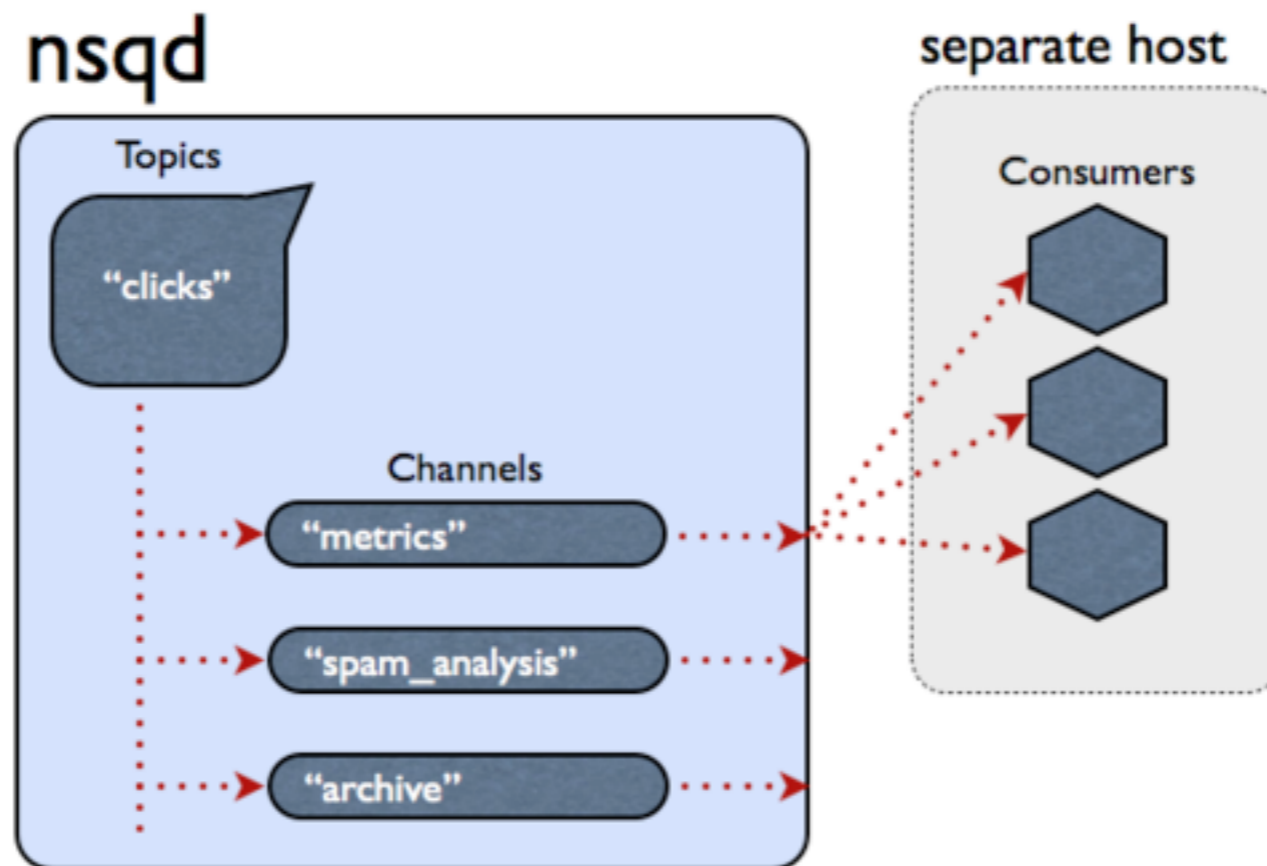 nsqd
separate host
Topics
Consumers
“clicks”
Channels
“metrics”
“spam_analysis”
“archive”